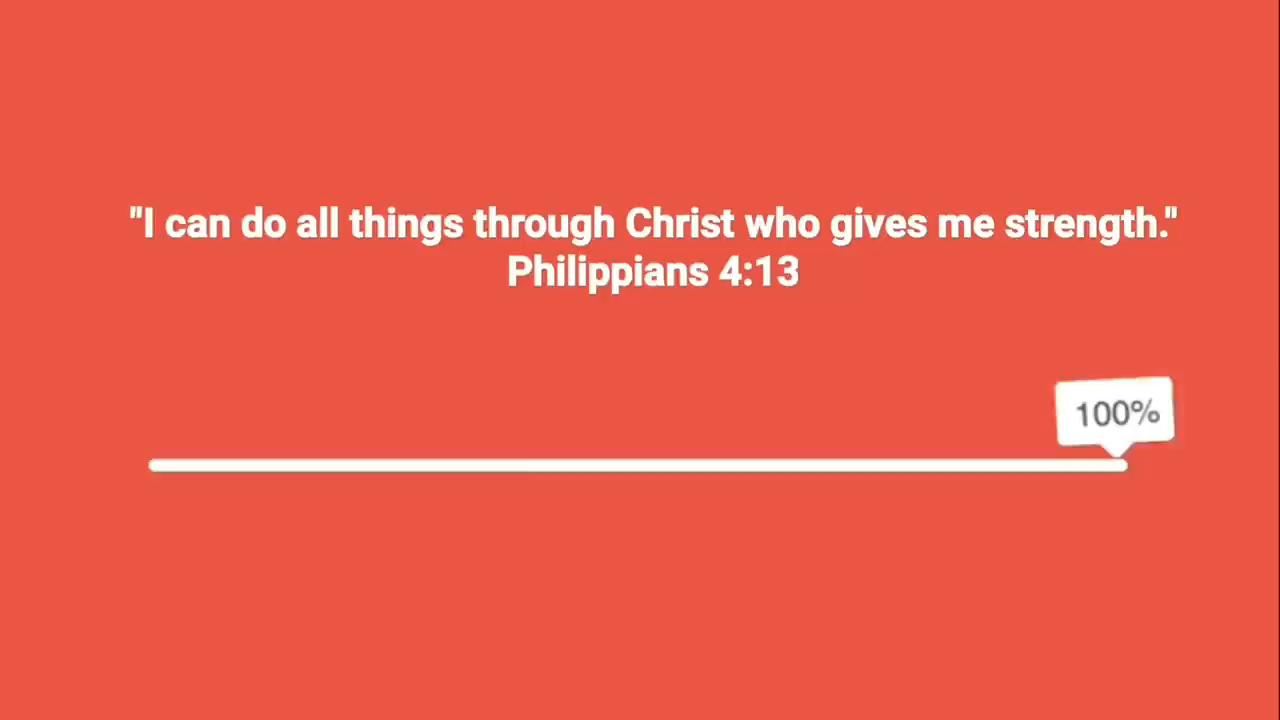 "I can do all things through Christ who gives me strength."
Philippians 4:13
100%